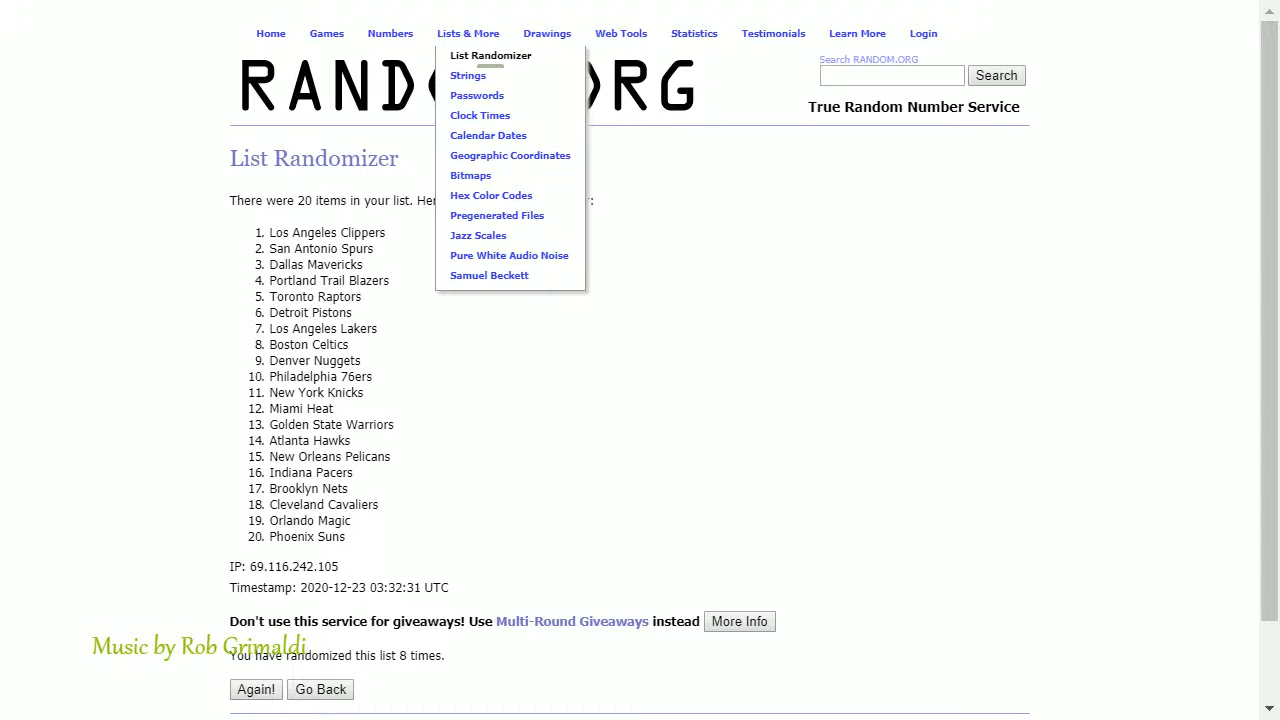 Home Games Numbers Lists & More Drawings Web Tools Statistics Testimonials Learn More Login
List Randomizer
Strings
Passwords
Clock Times
Calendar Dates
Geographic Coordinates
Bitmaps
Hex Color Codes
Pregenerated Files
Jazz Scales
Pure White Audio Noise
Samuel Beckett
Search RANDOM.ORG
Search
True Random Number Service
List Randomizer
There were 20 items in your list.
1. Los Angeles Clippers
2. San Antonio Spurs
3. Dallas Mavericks
4. Portland Trail Blazers
5. Toronto Raptors
6. Detroit Pistons
7. Los Angeles Lakers
8. Boston Celtics
9. Denver Nuggets
10. Philadelphia 76ers
11. New York Knicks
12. Miami Heat
13. Golden State Warriors
14. Atlanta Hawks
15. New Orleans Pelicans
16. Indiana Pacers
17. Brooklyn Nets
18. Cleveland Cavaliers
19. Orlando Magic
20. Phoenix Suns
IP: 69.116.242.105
Timestamp: 2020-12-23 03:32:31 UTC
Don't use this service for giveaways! Use Multi-Round Giveaways instead More Info
Music by Rob Grimaldi
You have randomized this list 8 times.
Again! Go Back